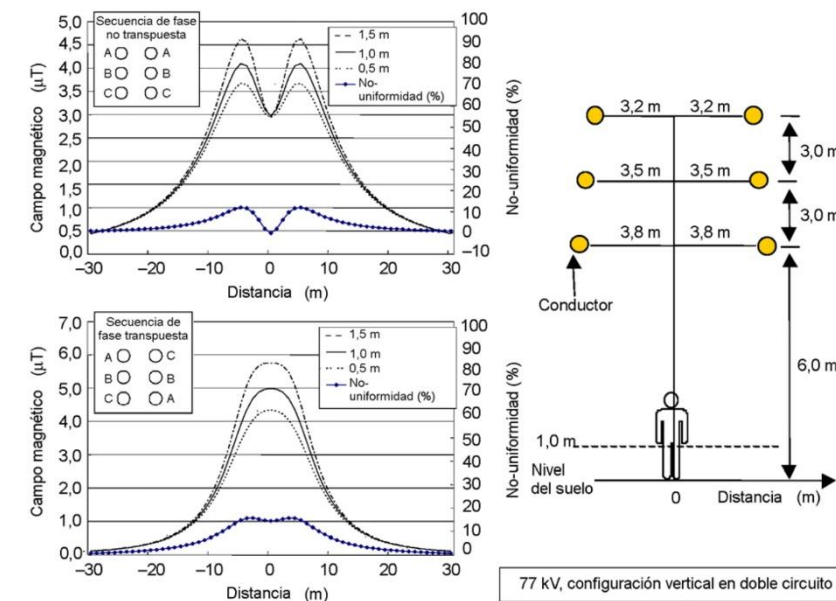 Secuencia de fase
no transpuesta
A A
B B
C C
1,5 m
1,0 m
0,5 m
No-
uniformidad (%)
Campo magnético (µT)
5,0
4,5
4,0
3,5
3,0
2,5
2,0
1,5
1,0
0,5
0,0
100
90
80
70
60
50
40
30
20
10
0
–10
No-uniformidad (%)
–30 –20 –10 0 10 20 30
Distancia (m)
Secuencia de
fase transpuesta
A C
B B
C A
1,5 m
1,0 m
0,5 m
No-
uniformidad (%)
Campo magnético (µT)
7,0
6,0
5,0
4,0
3,0
2,0
1,0
0,0
100
90
80
70
60
50
40
30
20
10
0
No-uniformidad (%)
–30 –20 –10 0 10 20 30
Distancia (m)
3,2 m 3,2 m
3,0 m
3,5 m 3,5 m
3,0 m
3,8 m 3,8 m
Conductor
6,0 m
1,0 m
Nivel
del suelo
0 Distancia (m)
77 kV, configuración vertical en doble circuito